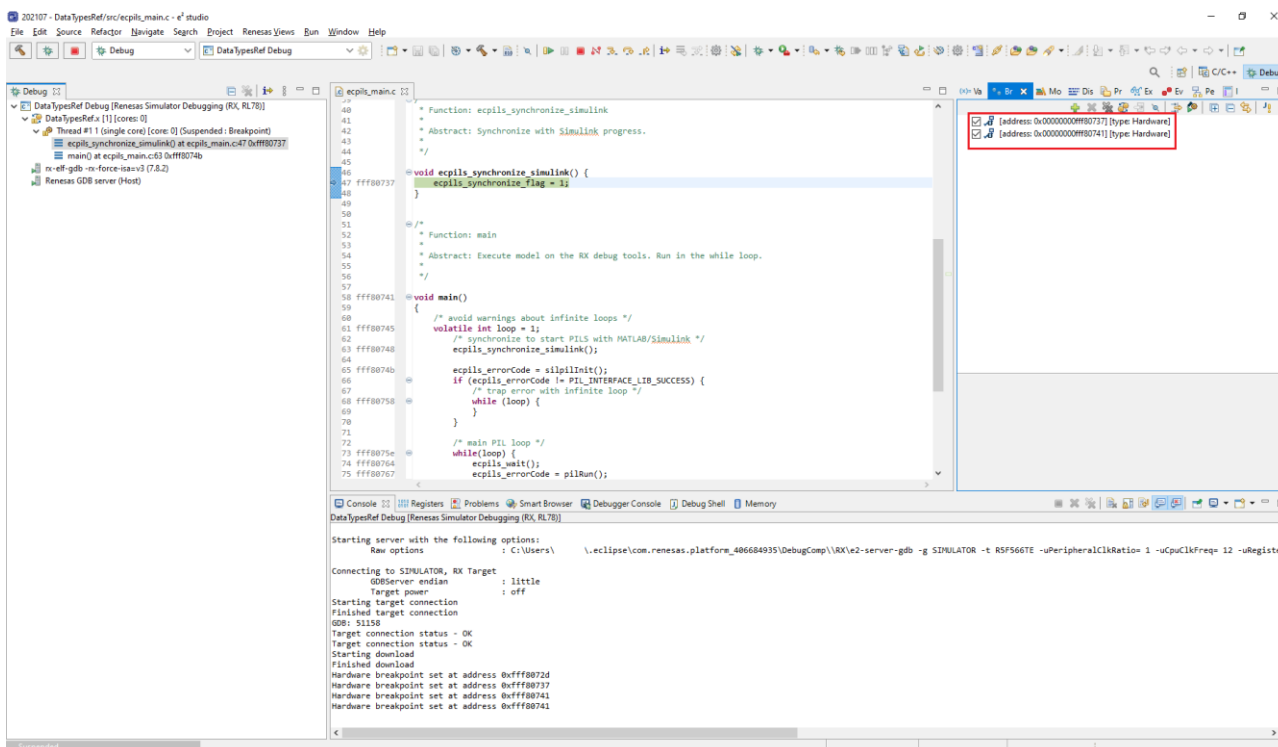 202107 - DataTypesRef/src/ecpils_main.c - e² studio
File Edit Source Refactor Navigate Search Project Renesas Views Run Window Help
Debug
DataTypesRef Debug
C/C++
Debu
Debug
DataTypesRef Debug [Renesas Simulator Debugging (RX, RL78)]
DataTypesRef.x [1] [cores: 0]
Thread #1 1 (single core) [core: 0] (Suspended : Breakpoint)
ecpils_synchronize_simulink() at ecpils_main.c:47 0xfff80737
main() at ecpils_main.c:63 0xfff8074b
rx-elf-gdb -rx-force-isa=v3 (7.8.2)
Renesas GDB server (Host)
ecpils_main.c
39
40 * Function: ecpils_synchronize_simulink
41 *
42 * Abstract: Synchronize with Simulink progress.
43 *
44 */
45
46 void ecpils_synchronize_simulink() {
47 fff80737 ecpils_synchronize_flag = 1;
48 }
49
50
51 /*
52 * Function: main
53 *
54 * Abstract: Execute model on the RX debug tools. Run in the while loop.
55 *
56 */
57
58 fff80741 void main()
59 {
60 /* avoid warnings about infinite loops */
61 fff80745 volatile int loop = 1;
62 /* synchronize to start PILS with MATLAB/Simulink */
63 fff80748 ecpils_synchronize_simulink();
64
65 fff8074b ecpils_errorCode = silpilInit();
66 if (ecpils_errorCode != PIL_INTERFACE_LIB_SUCCESS) {
67 /* trap error with infinite loop */
68 fff80758 while (loop) {
69 }
70 }
71
72 /* main PIL loop */
73 fff8075e while(loop) {
74 fff80764 ecpils_wait();
75 fff80767 ecpils_errorCode = pilRun();
(x)= Va Br Mo Dis Pr Ex Ev Pe I
[address: 0x00000000fff80737] [type: Hardware]
[address: 0x00000000fff80741] [type: Hardware]
Console Registers Problems Smart Browser Debugger Console Debug Shell Memory
DataTypesRef Debug [Renesas Simulator Debugging (RX, RL78)]
Starting server with the following options:
Raw options : C:\Users\ \.eclipse\com.renesas.platform_406684935\DebugComp\\RX\e2-server-gdb -g SIMULATOR -t R5F566TE -uPeripheralClkRatio= 1 -uCpuClkFreq= 12 -uRegiste
Connecting to SIMULATOR, RX Target
GDBServer endian : little
Target power : off
Starting target connection
Finished target connection
GDB: 51158
Target connection status - OK
Target connection status - OK
Starting download
Finished download
Hardware breakpoint set at address 0xfff8072d
Hardware breakpoint set at address 0xfff80737
Hardware breakpoint set at address 0xfff80741
Hardware breakpoint set at address 0xfff80741
Suspended